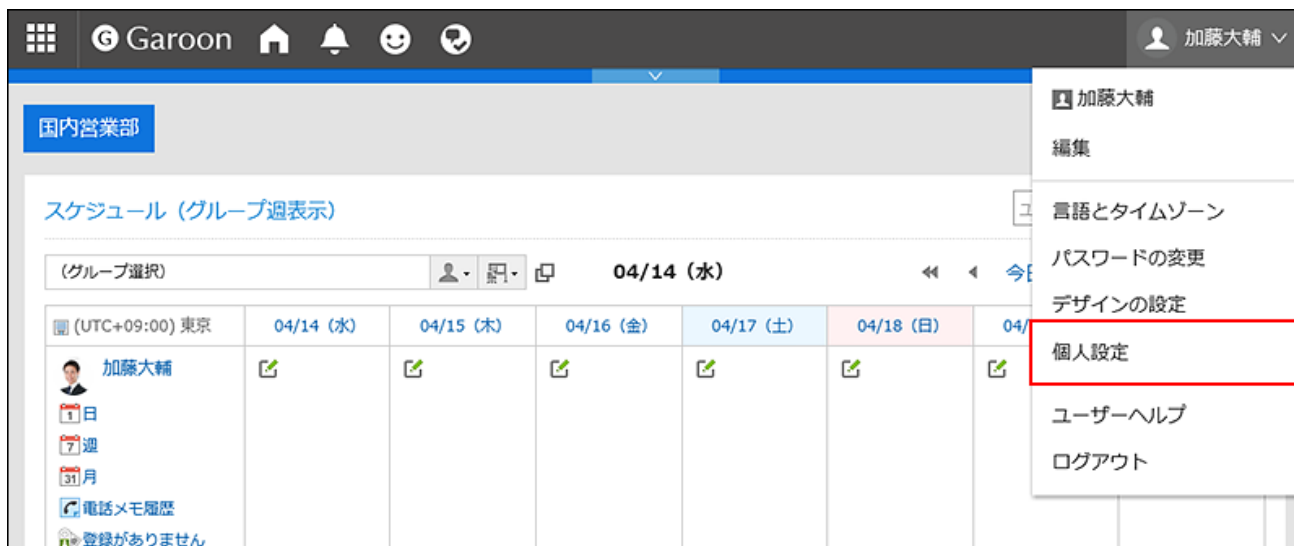 Garoon
加藤大輔
加藤大輔
編集
国内営業部
言語とタイムゾーン
パスワードの変更
デザインの設定
個人設定
ユーザーヘルプ
ログアウト
スケジュール（グループ週表示）
(グループ選択)
04/14（水）
(UTC+09:00) 東京
04/14（水）
04/15（木）
04/16（金）
04/17（土）
04/18（日）
04/
加藤大輔
1
日
7
週
31
月
電話メモ履歴
登録がありません